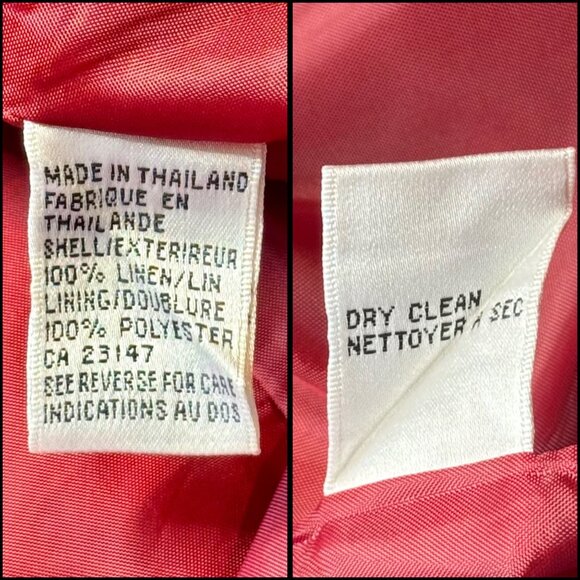 MADE IN THAILAND
FABRIQUE EN
THAILANDE
SHELL/EXTERIREUR
100% LINEN/LIN
LINING/DOUBLURE
100% POLYESTER
CA 23147
SEE REVERSE FOR CARE
INDICATIONS AU DOS
DRY CLEAN
NETTOYER A SEC